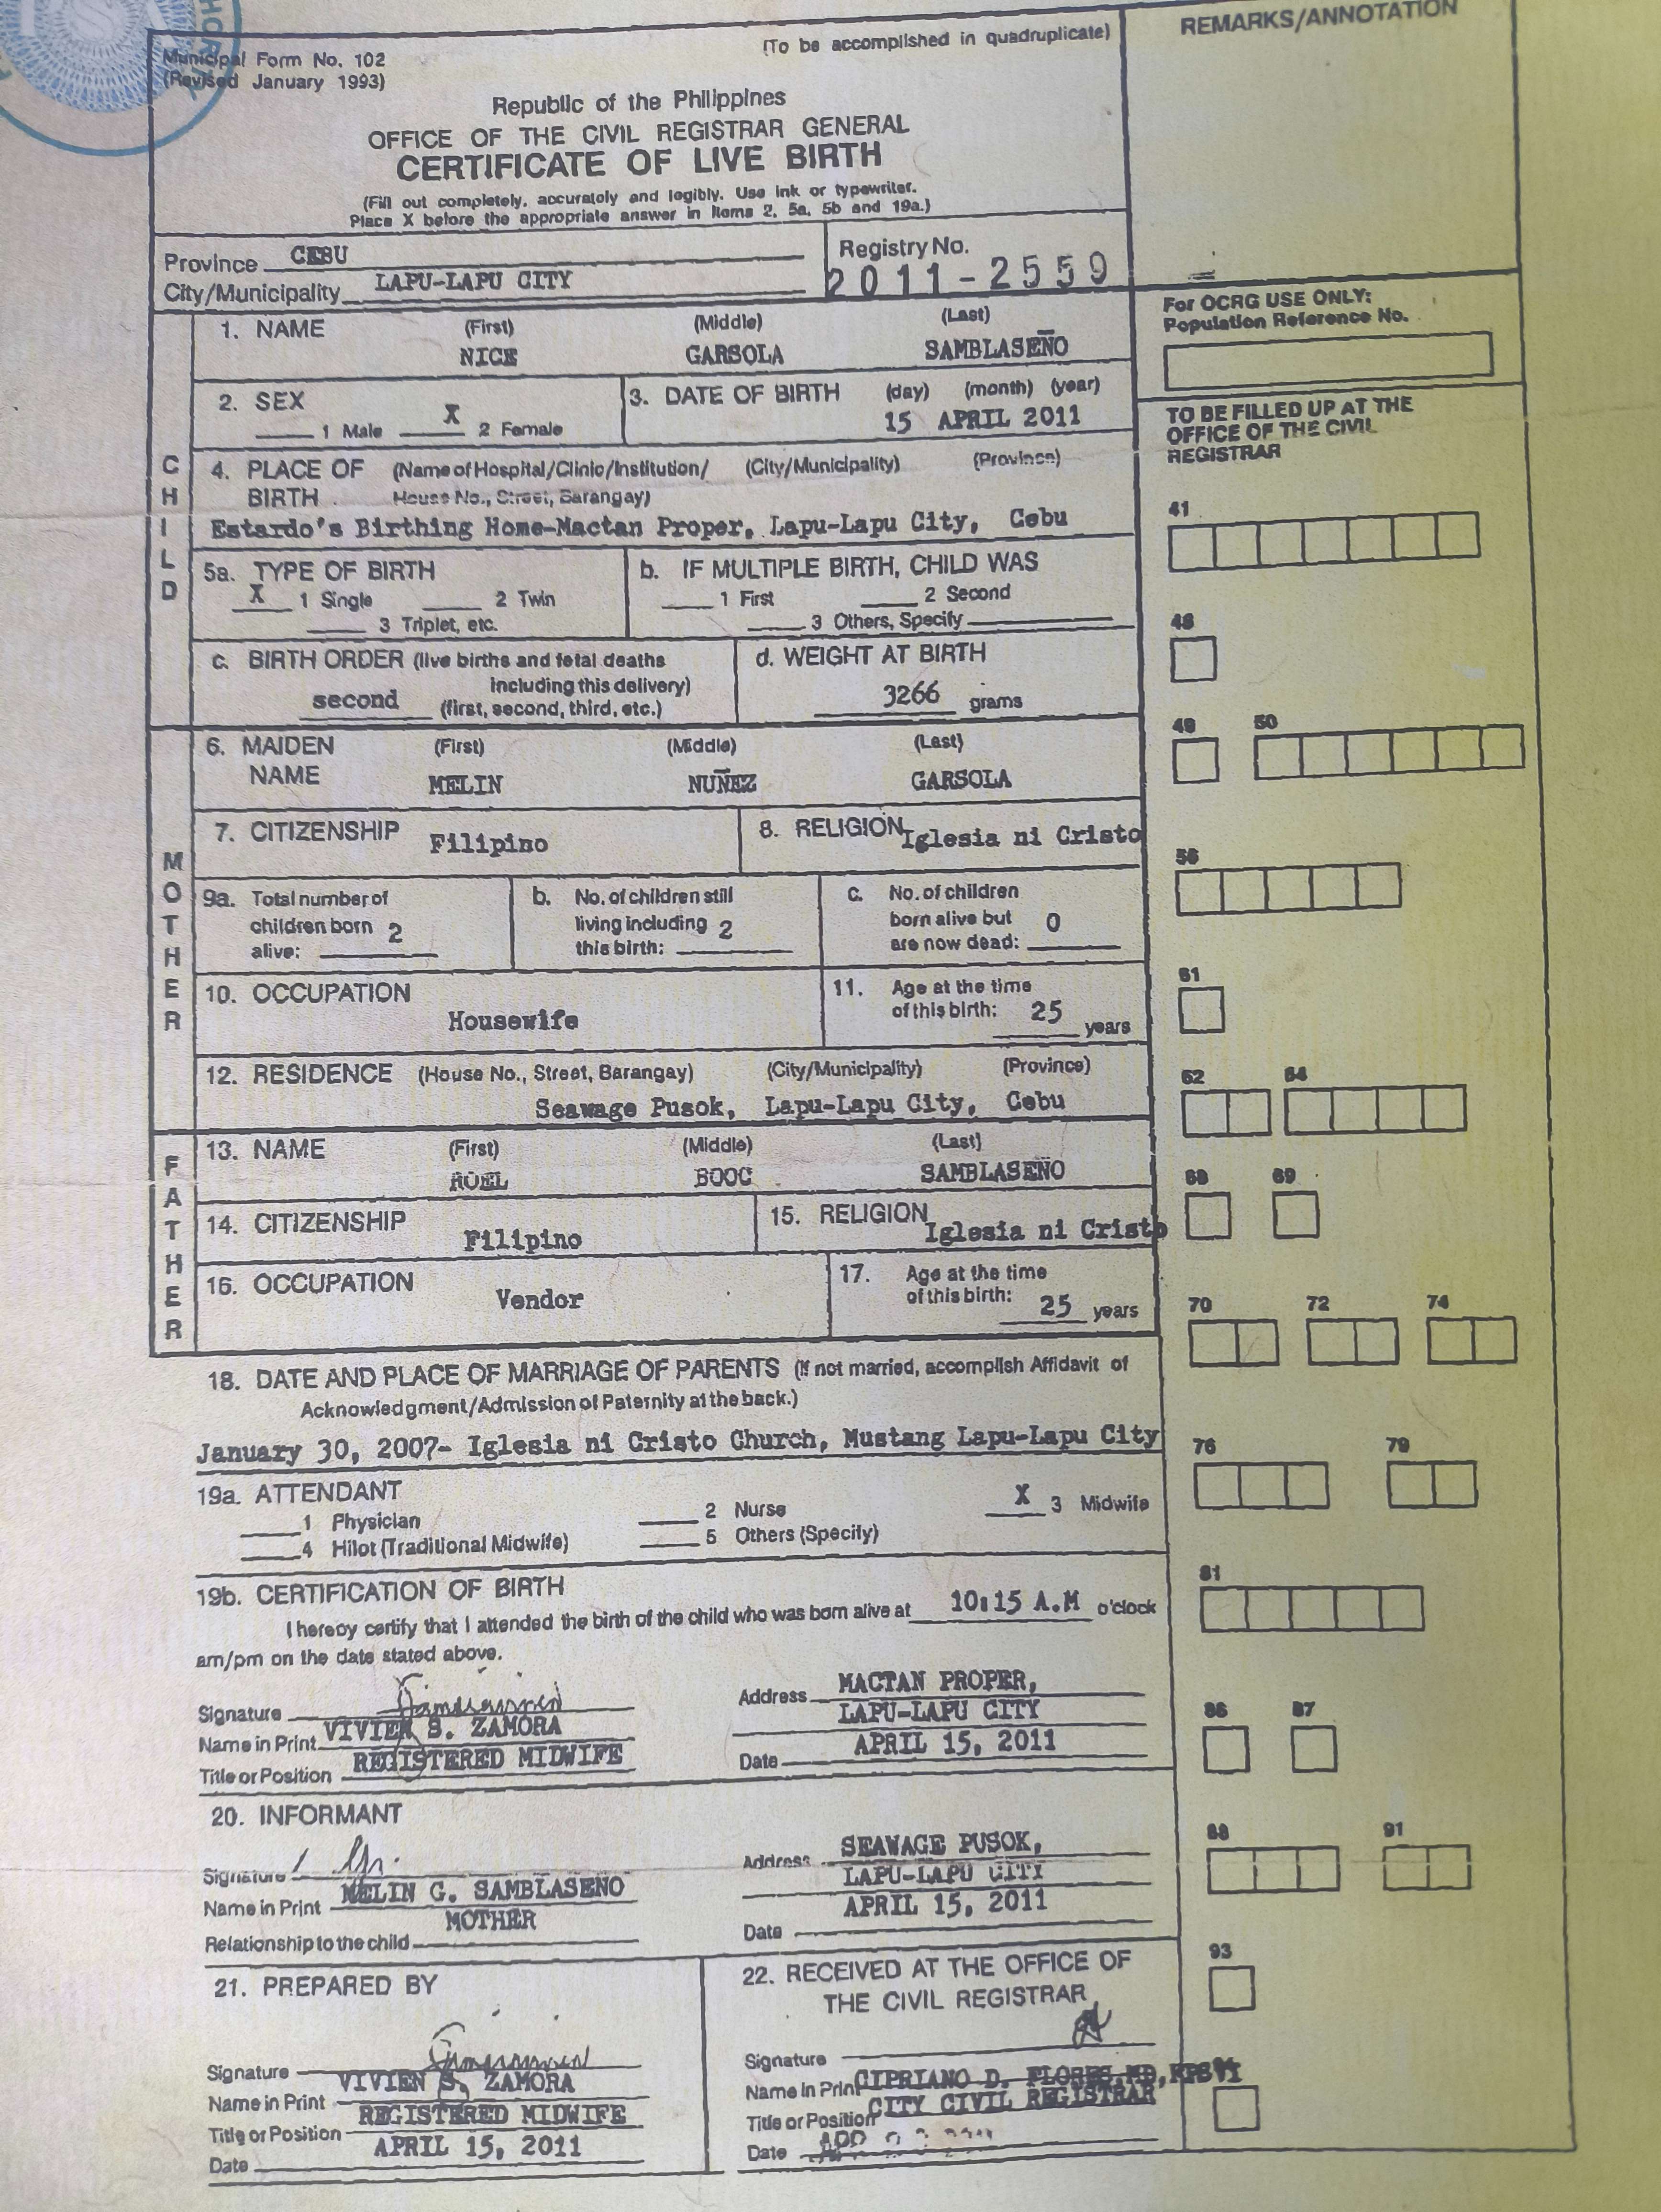 Municipal Form No. 102
(To be accomplished in quadruplicate)
REMARKS/ANNOTATION
(Revised January 1993)
Republic of the Philippines
OFFICE OF THE CIVIL REGISTRAR GENERAL
CERTIFICATE OF LIVE BIRTH
(Fill out completely, accurately and legibly. Use ink or typewriter.
Place X before the appropriate answer in items 2, 5a, 5b and 19a.)
Province CEBU
City/Municipality LAPU-LAPU CITY
Registry No.
2011-2559
For OCRG USE ONLY:
Population Reference No.
CHILD
1. NAME (First) (Middle) (Last)
NICE GARSOLA SAMBLASEÑO
2. SEX
1 Male X 2 Female
3. DATE OF BIRTH (day) (month) (year)
15 APRIL 2011
TO BE FILLED UP AT THE
OFFICE OF THE CIVIL
REGISTRAR
4. PLACE OF (Name of Hospital/Clinic/Institution/ (City/Municipality) (Province)
BIRTH House No., Street, Barangay)
Estardo's Birthing Home-Mactan Proper, Lapu-Lapu City, Cebu
41
5a. TYPE OF BIRTH
X 1 Single 2 Twin
3 Triplet, etc.
b. IF MULTIPLE BIRTH, CHILD WAS
1 First 2 Second
3 Others, Specify
48
c. BIRTH ORDER (live births and fetal deaths
including this delivery)
second (first, second, third, etc.)
d. WEIGHT AT BIRTH
3266 grams
49 50
MOTHER
6. MAIDEN (First) (Middle) (Last)
NAME MELIN NUÑEZ GARSOLA
7. CITIZENSHIP Filipino
8. RELIGION Iglesia ni Cristo
56
9a. Total number of
children born 2
alive:
b. No. of children still
living including 2
this birth:
c. No. of children
born alive but 0
are now dead:
10. OCCUPATION
Housewife
11. Age at the time
of this birth: 25 years
61
12. RESIDENCE (House No., Street, Barangay) (City/Municipality) (Province)
Seawage Pusok, Lapu-Lapu City, Cebu
62 64
FATHER
13. NAME (First) (Middle) (Last)
ROEL BOOC SAMBLASEÑO
68 69
14. CITIZENSHIP Filipino
15. RELIGION Iglesia ni Cristo
16. OCCUPATION
Vendor
17. Age at the time
of this birth: 25 years
70 72 74
18. DATE AND PLACE OF MARRIAGE OF PARENTS (If not married, accomplish Affidavit of
Acknowledgment/Admission of Paternity at the back.)
January 30, 2007- Iglesia ni Cristo Church, Mustang Lapu-Lapu City
76 79
19a. ATTENDANT
1 Physician 2 Nurse X 3 Midwife
4 Hilot (Traditional Midwife) 5 Others (Specify)
81
19b. CERTIFICATION OF BIRTH
I hereby certify that I attended the birth of the child who was born alive at 10:15 A.M o'clock
am/pm on the date stated above.
Signature
Name in Print VIVIEN S. ZAMORA
Title or Position REGISTERED MIDWIFE
Address MACTAN PROPER,
LAPU-LAPU CITY
Date APRIL 15, 2011
86 87
20. INFORMANT
Signature
Name in Print MELIN G. SAMBLASEÑO
Relationship to the child MOTHER
Address SEAWAGE PUSOK,
LAPU-LAPU CITY
Date APRIL 15, 2011
88 91
21. PREPARED BY
Signature
Name in Print VIVIEN S. ZAMORA
Title or Position REGISTERED MIDWIFE
Date APRIL 15, 2011
22. RECEIVED AT THE OFFICE OF
THE CIVIL REGISTRAR
Signature
Name in Print CIPRIANO D. FLORES, MD,
Title or Position CITY CIVIL REGISTRAR
Date APR
93